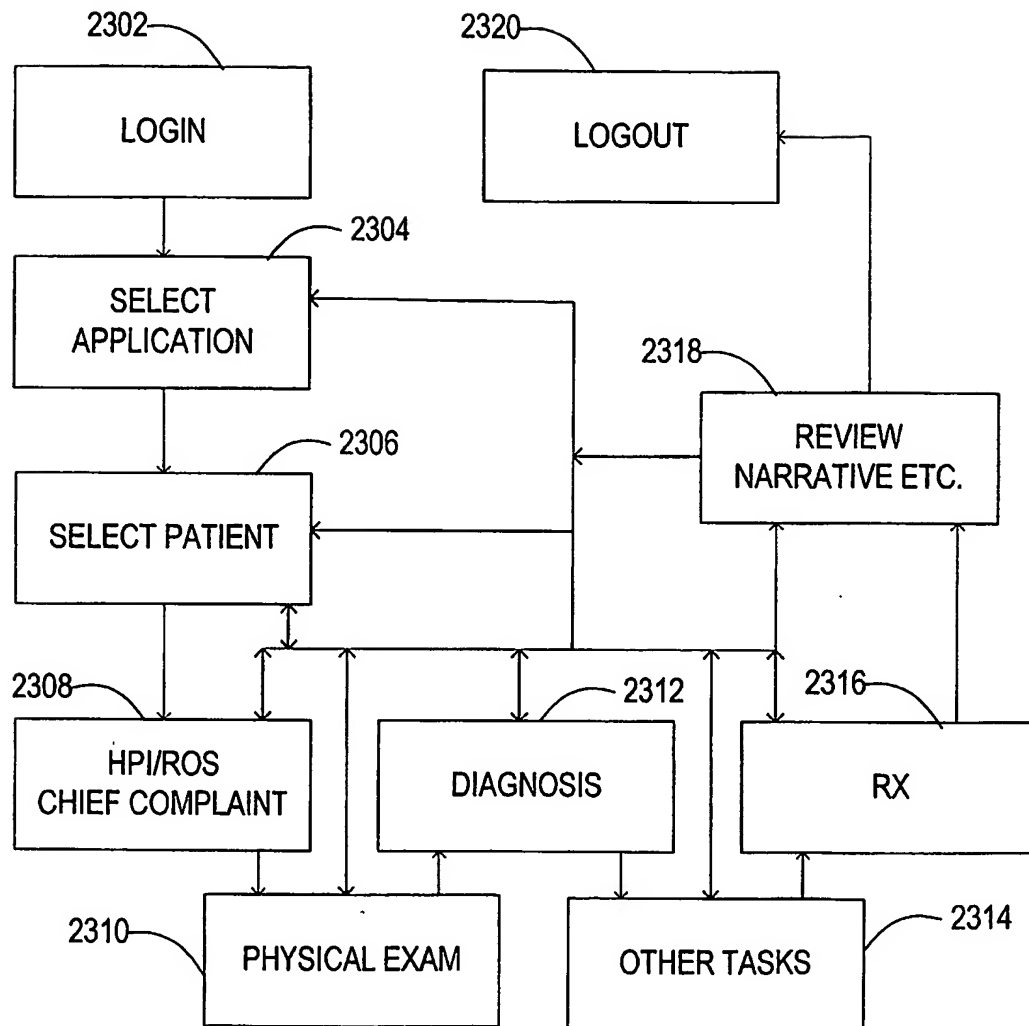 2302
LOGIN
2320
LOGOUT
2304
SELECT
APPLICATION
2318
REVIEW
NARRATIVE ETC.
2306
SELECT PATIENT
2308
HPI/ROS
CHIEF COMPLAINT
2312
DIAGNOSIS
2316
RX
2310
PHYSICAL EXAM
OTHER TASKS
2314